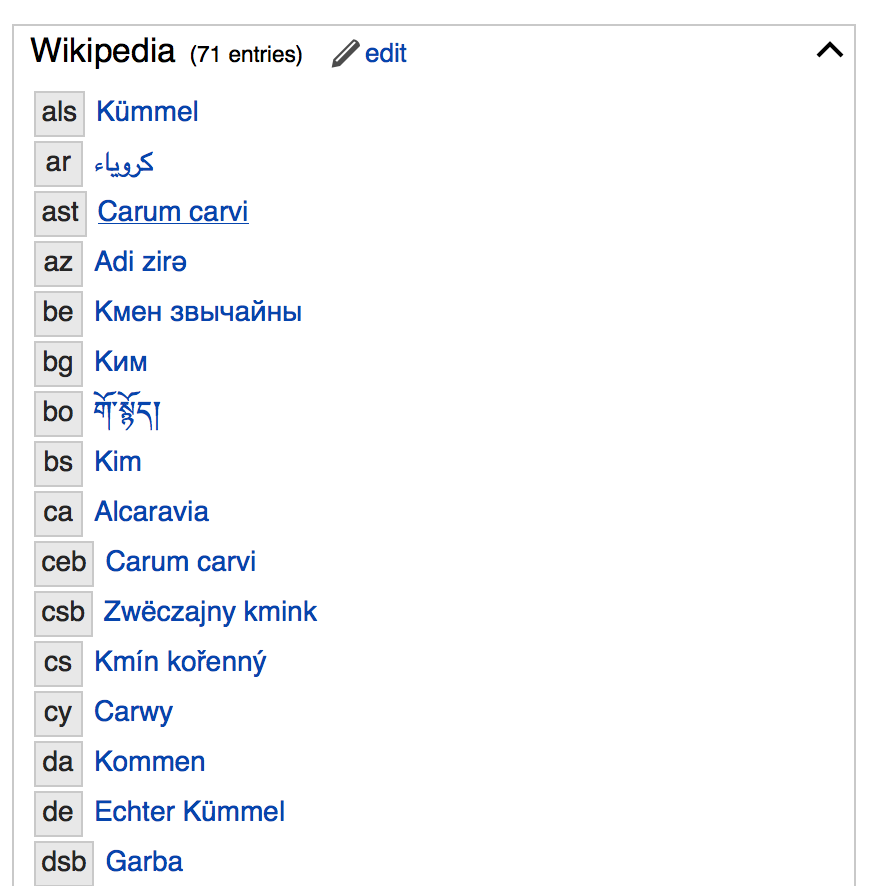 Wikipedia (71 entries) edit
als Kümmel
ar كروياء
ast Carum carvi
az Adi zirə
be Кмен звычайны
bg Ким
bo གོ་སྙོད།
bs Kim
ca Alcaravia
ceb Carum carvi
csb Zwëczajny kmink
cs Kmín kořenný
cy Carwy
da Kommen
de Echter Kümmel
dsb Garba